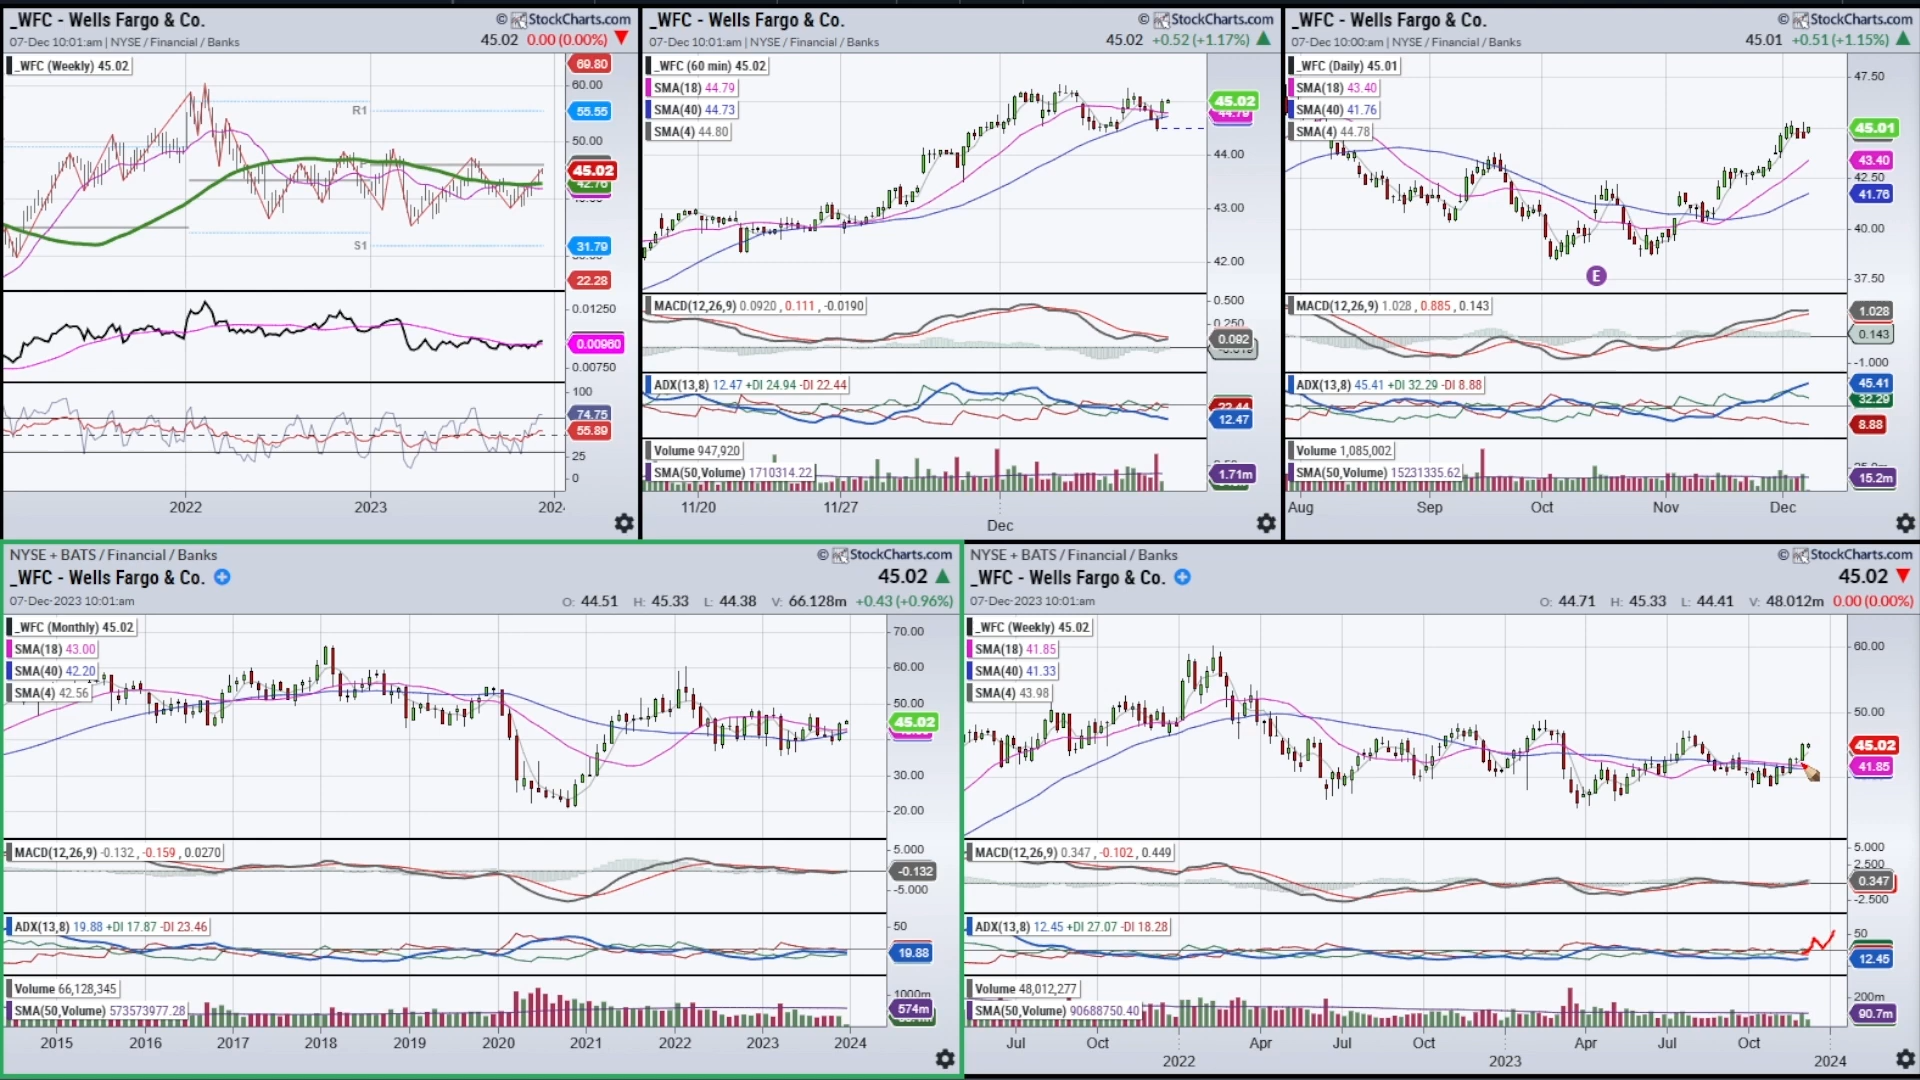 _WFC - Wells Fargo & Co.
© StockCharts.com
07-Dec 10:01:am | NYSE / Financial / Banks
45.02 0.00 (0.00%)
_WFC (Weekly) 45.02
69.80
60.00
R1
55.55
50.00
45.02
42.76
S1
31.79
22.28
0.01250
0.00960
0.00750
100
74.75
55.89
25
0
2022
2023
_WFC - Wells Fargo & Co.
© StockCharts.com
07-Dec 10:01:am | NYSE / Financial / Banks
45.02 +0.52 (+1.17%)
_WFC (60 min) 45.02
SMA(18) 44.79
SMA(40) 44.73
SMA(4) 44.80
45.02
44.79
44.00
43.00
42.00
MACD(12,26,9) 0.0920 , 0.111 , -0.0190
0.500
0.250
0.092
ADX(13,8) 12.47 +DI 24.94 -DI 22.44
22.44
12.47
Volume 947,920
SMA(50,Volume) 1710314.22
1.71m
11/20
11/27
Dec
_WFC - Wells Fargo & Co.
© StockCharts.com
07-Dec 10:00:am | NYSE / Financial / Banks
45.01 +0.51 (+1.15%)
_WFC (Daily) 45.01
SMA(18) 43.40
SMA(40) 41.76
SMA(4) 44.78
47.50
45.01
43.40
42.50
41.76
40.00
37.50
E
MACD(12,26,9) 1.028 , 0.885 , 0.143
1.028
0.143
-1.000
ADX(13,8) 45.41 +DI 32.29 -DI 8.88
45.41
32.29
8.88
Volume 1,085,002
SMA(50,Volume) 15231335.62
15.2m
Aug
Sep
Oct
Nov
Dec
NYSE + BATS / Financial / Banks
© StockCharts.com
_WFC - Wells Fargo & Co.
45.02
07-Dec-2023 10:01:am
O: 44.51 H: 45.33 L: 44.38 V: 66.128m +0.43 (+0.96%)
_WFC (Monthly) 45.02
SMA(18) 43.00
SMA(40) 42.20
SMA(4) 42.56
70.00
60.00
50.00
45.02
30.00
20.00
MACD(12,26,9) -0.132 , -0.159 , 0.0270
5.000
-0.132
-5.000
ADX(13,8) 19.88 +DI 17.87 -DI 23.46
50
19.88
Volume 66,128,345
SMA(50,Volume) 573573977.28
1000m
574m
2015
2016
2017
2018
2019
2020
2021
2022
2023
2024
NYSE + BATS / Financial / Banks
© StockCharts.com
_WFC - Wells Fargo & Co.
45.02
07-Dec-2023 10:01:am
O: 44.71 H: 45.33 L: 44.41 V: 48.012m 0.00 (0.00%)
_WFC (Weekly) 45.02
SMA(18) 41.85
SMA(40) 41.33
SMA(4) 43.98
60.00
50.00
45.02
41.85
MACD(12,26,9) 0.347 , -0.102 , 0.449
5.000
2.500
0.347
-2.500
ADX(13,8) 12.45 +DI 27.07 -DI 18.28
50
12.45
Volume 48,012,277
SMA(50,Volume) 90688750.40
200m
90.7m
Jul
Oct
2022
Apr
Jul
Oct
2023
Apr
Jul
Oct
2024